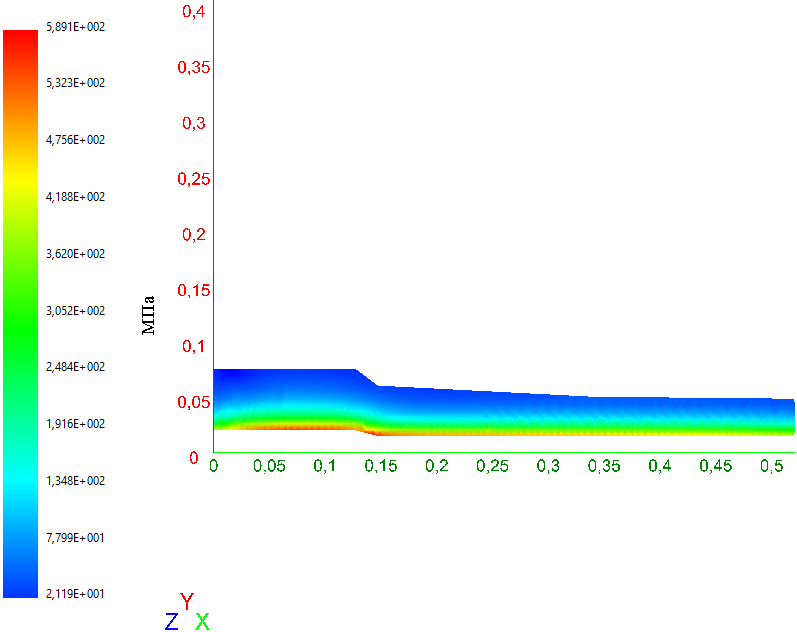 5,891E+002
5,323E+002
4,756E+002
4,188E+002
3,620E+002
3,052E+002
2,484E+002
1,916E+002
1,348E+002
7,799E+001
2,119E+001
МПа
0,4
0,35
0,3
0,25
0,2
0,15
0,1
0,05
0
0 0,05 0,1 0,15 0,2 0,25 0,3 0,35 0,4 0,45 0,5
Y
Z X